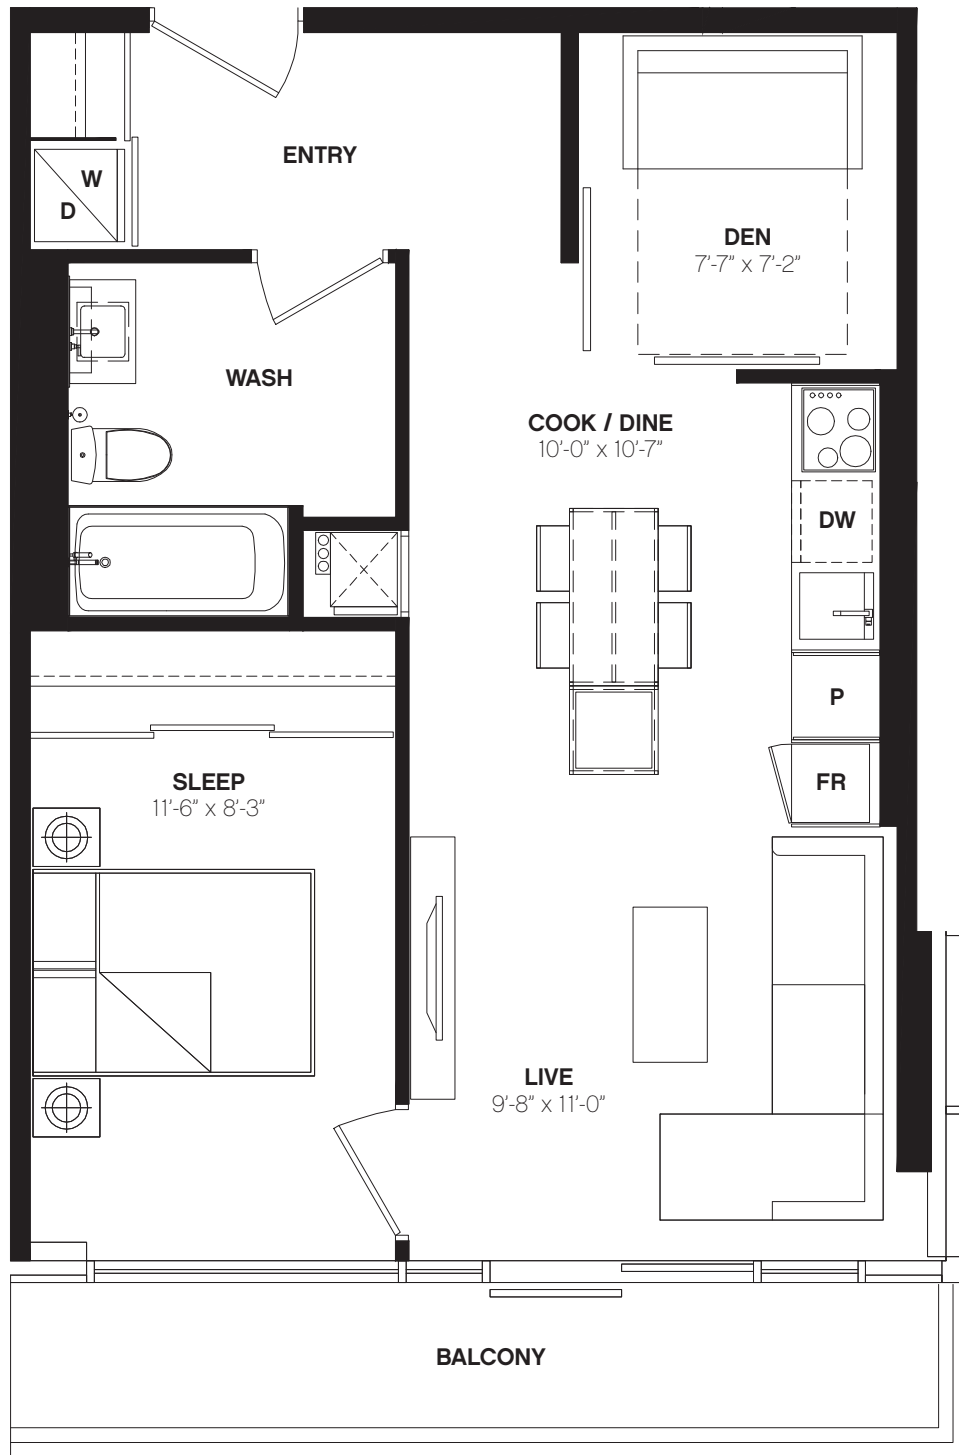 ENTRY
W
D
DEN
7'-7" x 7'-2"
WASH
COOK / DINE
10'-0" x 10'-7"
DW
P
SLEEP
11'-6" x 8'-3"
FR
LIVE
9'-8" x 11'-0"
BALCONY